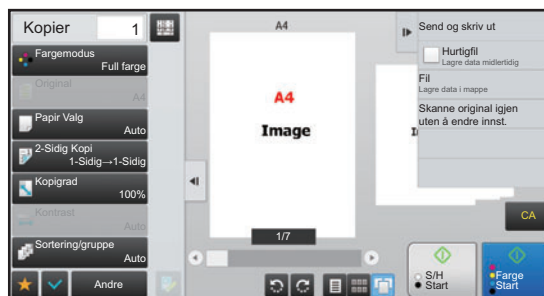 Kopier 1
Fargemodus
Full farge
Original
A4
Papir Valg
Auto
2-Sidig Kopi
1-Sidig→1-Sidig
Kopigrad
100%
Kontrast
Auto
Sortering/gruppe
Auto
Andre
A4
A4
Image
1/7
Send og skriv ut
Hurtigfil
Lagre data midlertidig
Fil
Lagre data i mappe
Skanne original igjen
uten å endre innst.
CA
S/H
Start
Farge
Start